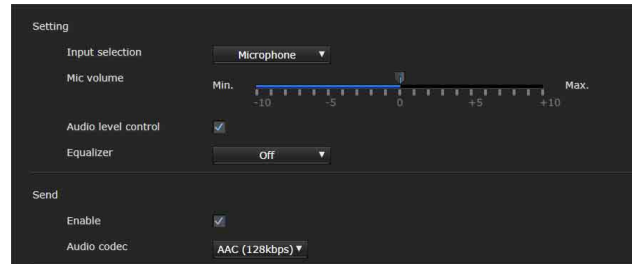 Setting
Input selection Microphone
Mic volume Min. Max.
-10 -5 0 +5 +10
Audio level control
Equalizer Off
Send
Enable
Audio codec AAC (128kbps)